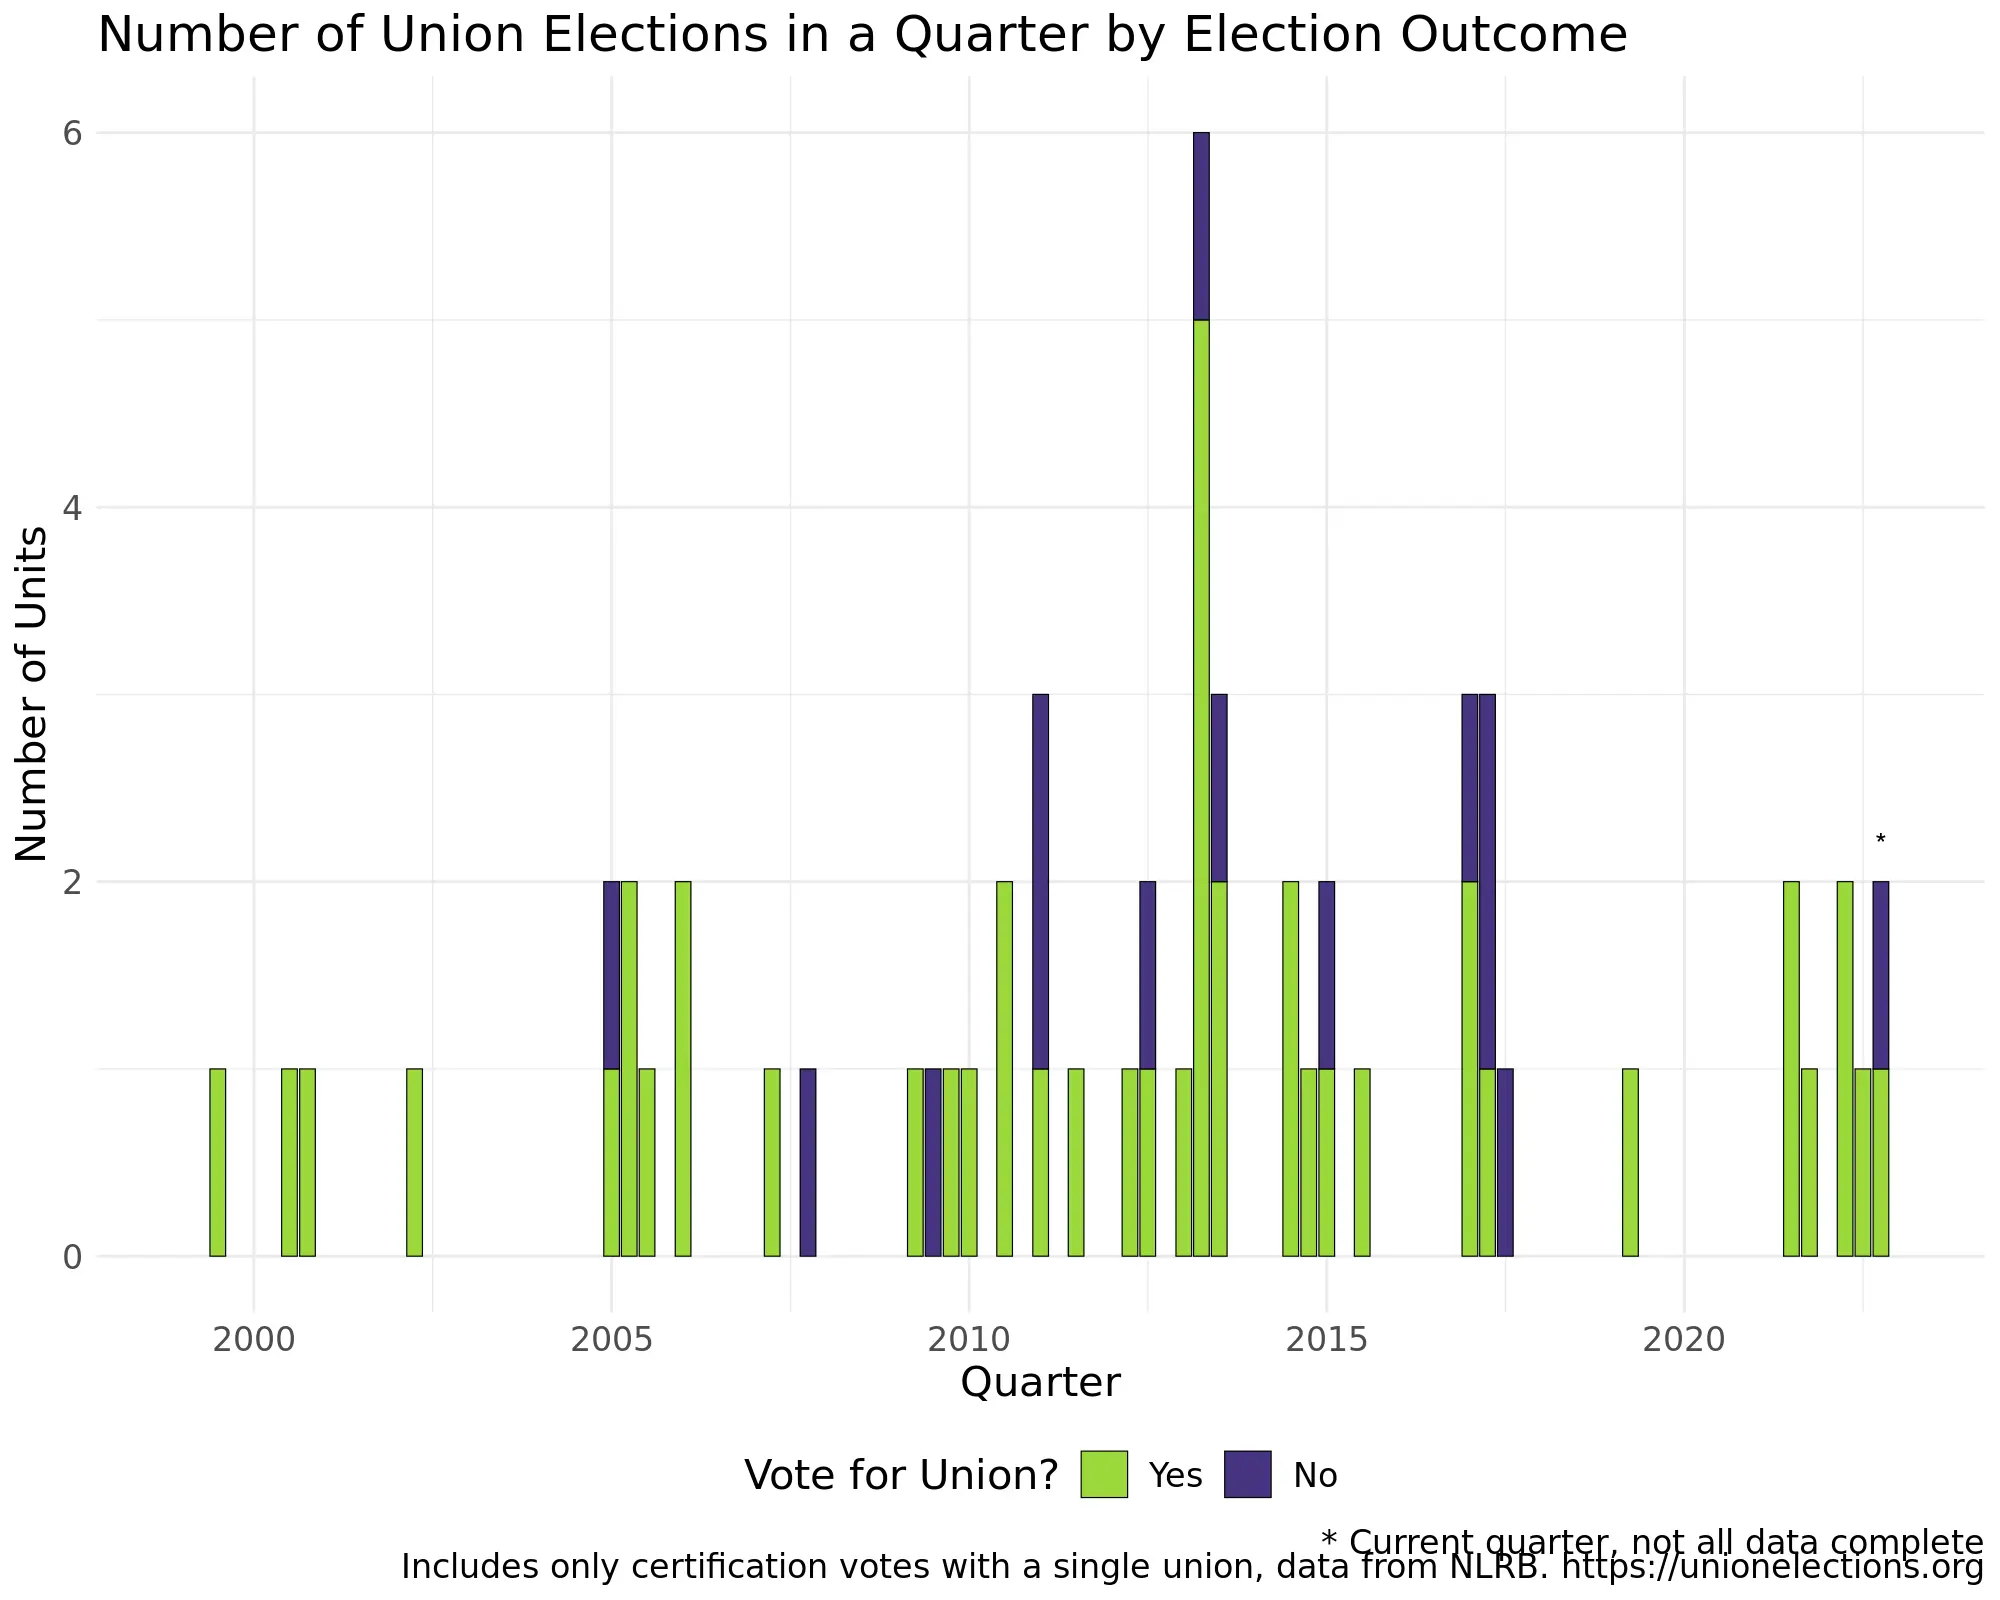 Number of Union Elections in a Quarter by Election Outcome
6
4
2
0
Number of Units
*
2000 2005 2010 2015 2020
Quarter
Vote for Union? Yes No
* Current quarter, not all data complete
Includes only certification votes with a single union, data from NLRB. https://unionelections.org